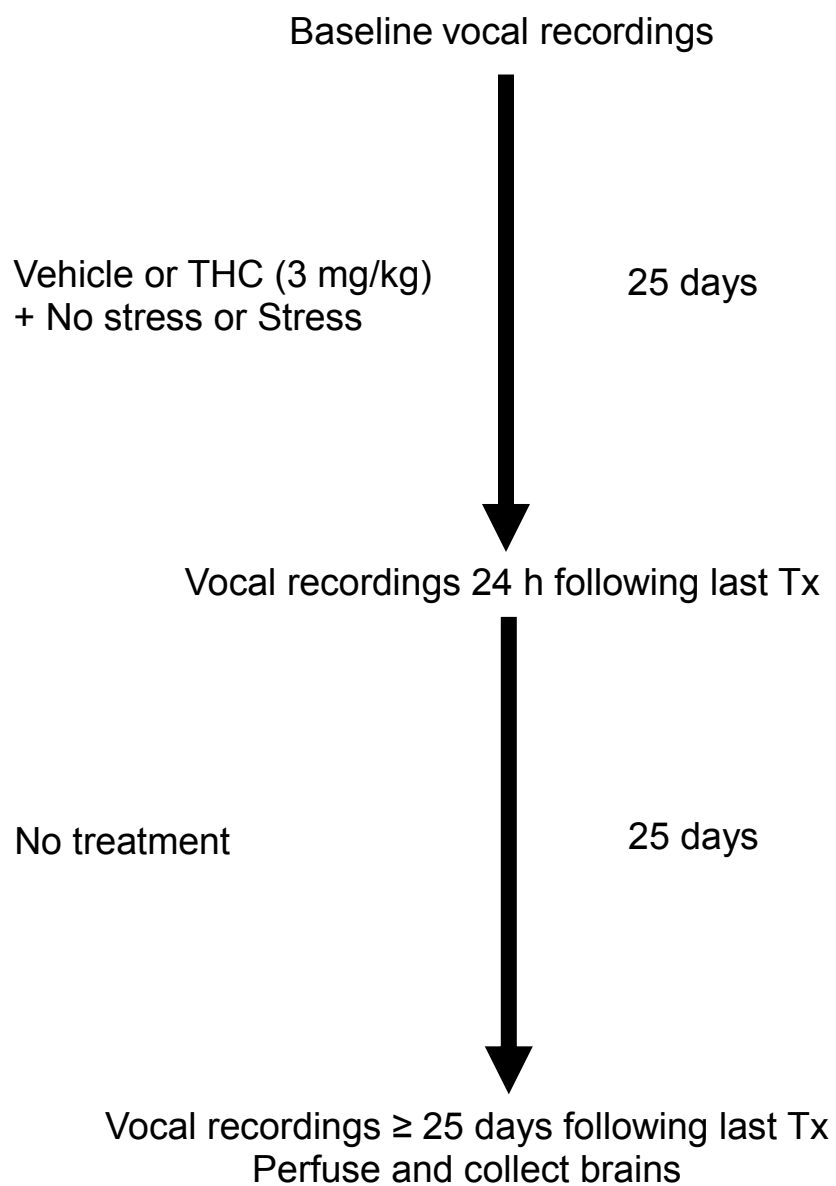 Baseline vocal recordings
Vehicle or THC (3 mg/kg)
+ No stress or Stress
25 days
Vocal recordings 24 h following last Tx
No treatment
25 days
Vocal recordings ≥ 25 days following last Tx
Perfuse and collect brains